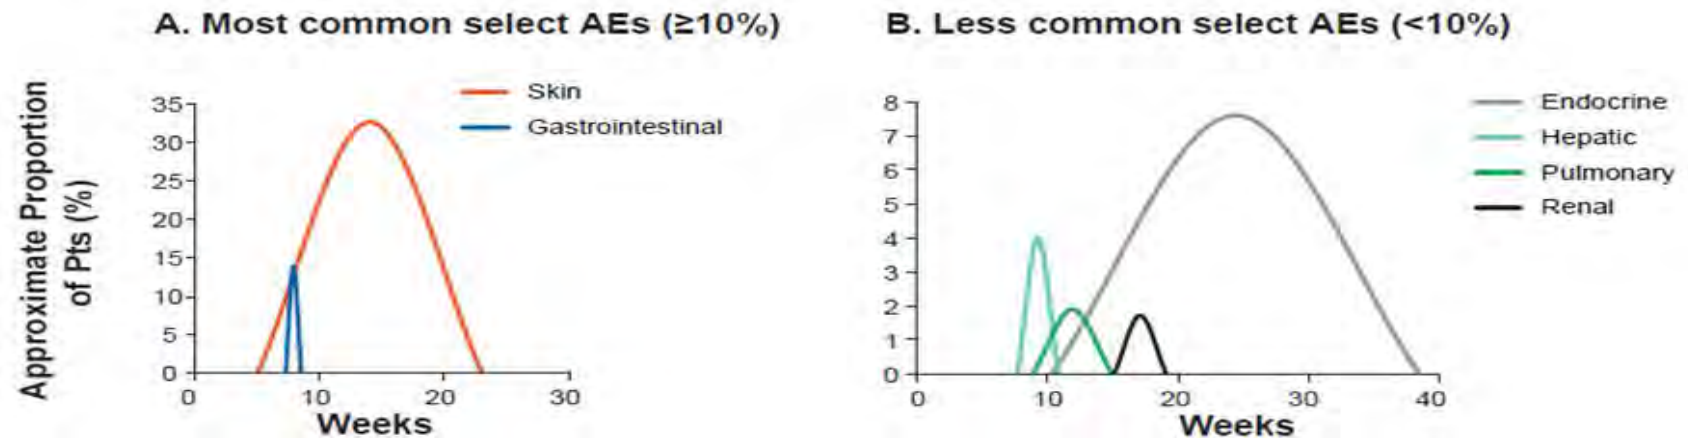 A. Most common select AEs (≥10%)
Approximate Proportion
of Pts (%)
35
30
25
20
15
10
5
0
Skin
Gastrointestinal
0 10 20 30
Weeks
B. Less common select AEs (<10%)
8
7
6
5
4
3
2
1
0
Endocrine
Hepatic
Pulmonary
Renal
0 10 20 30 40
Weeks